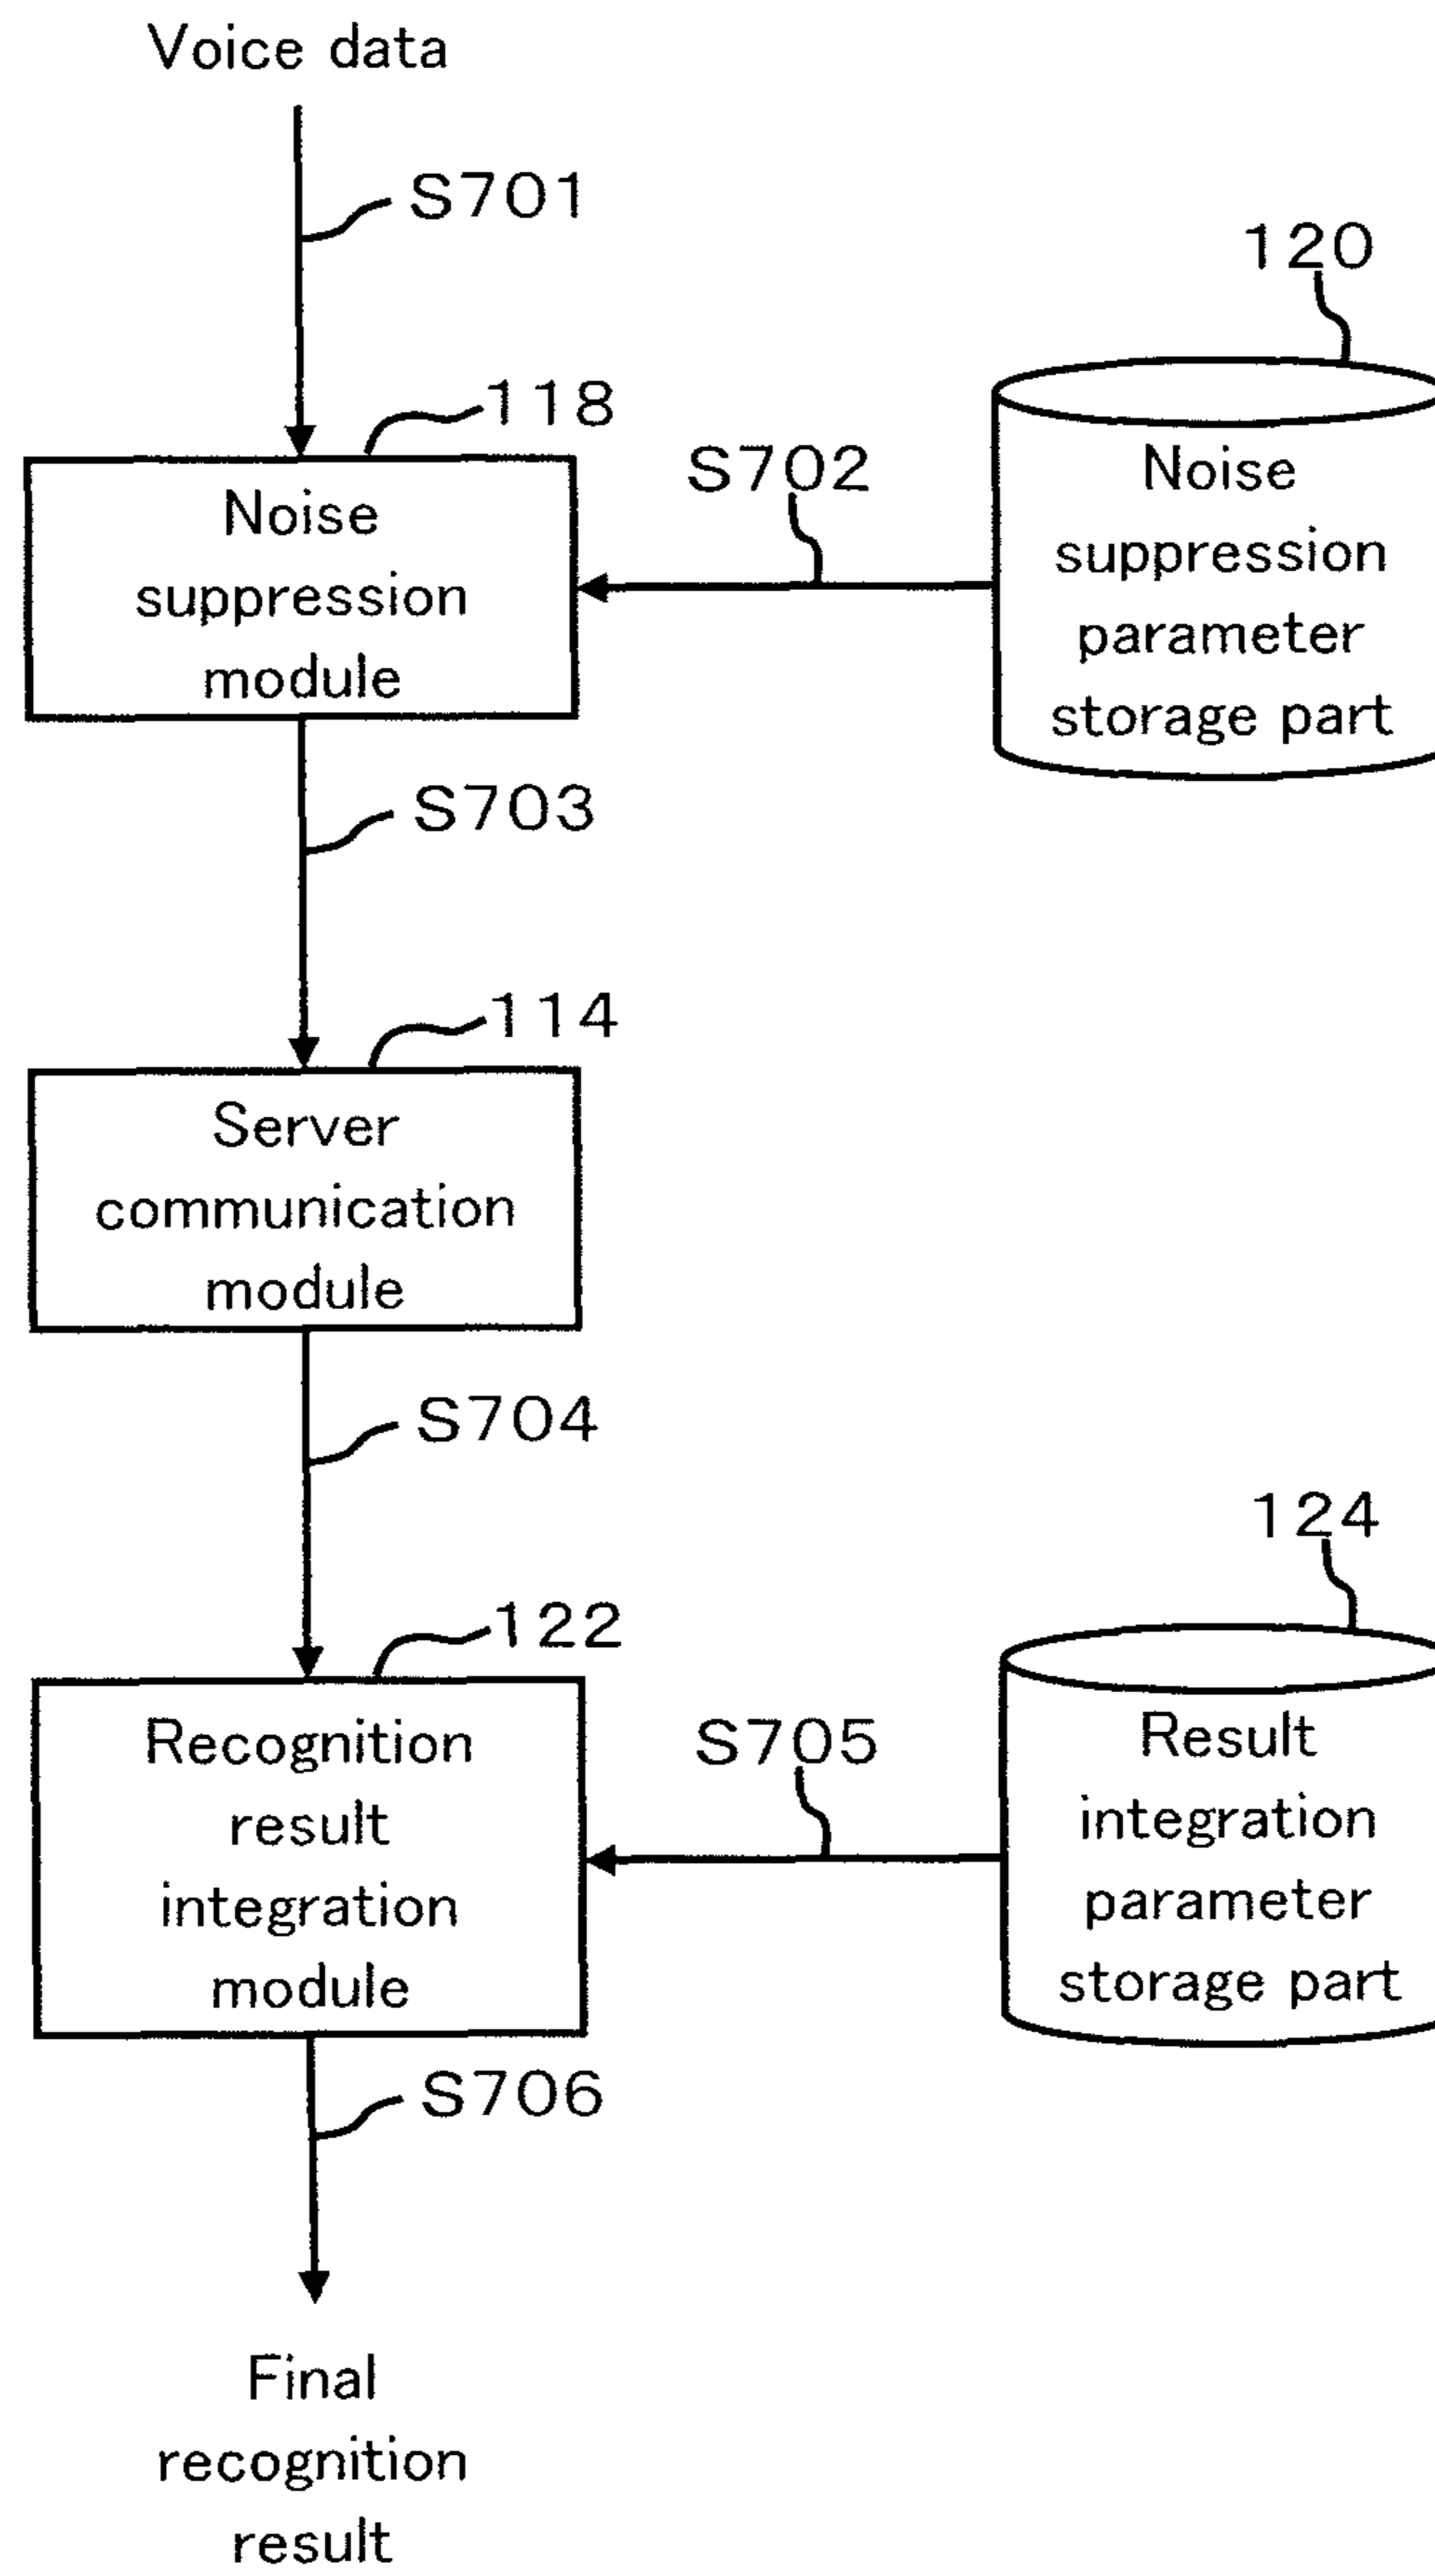 Voice data
S701
120
118
Noise
suppression
module
S702
Noise
suppression
parameter
storage part
S703
114
Server
communication
module
S704
124
122
Recognition
result
integration
module
S705
Result
integration
parameter
storage part
S706
Final
recognition
result